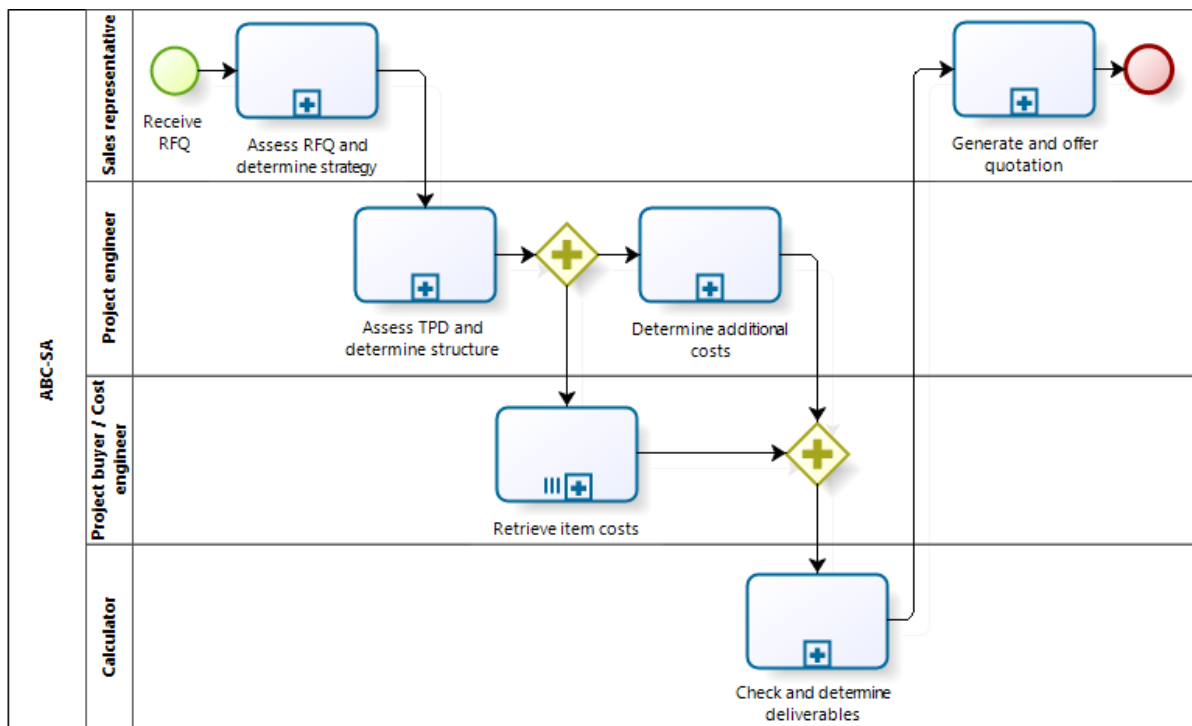 ABC-SA
Sales representative
Receive
RFQ
Assess RFQ and
determine strategy
Generate and offer
quotation
Project engineer
Assess TPD and
determine structure
Determine additional
costs
Project buyer / Cost
engineer
Retrieve item costs
Calculator
Check and determine
deliverables